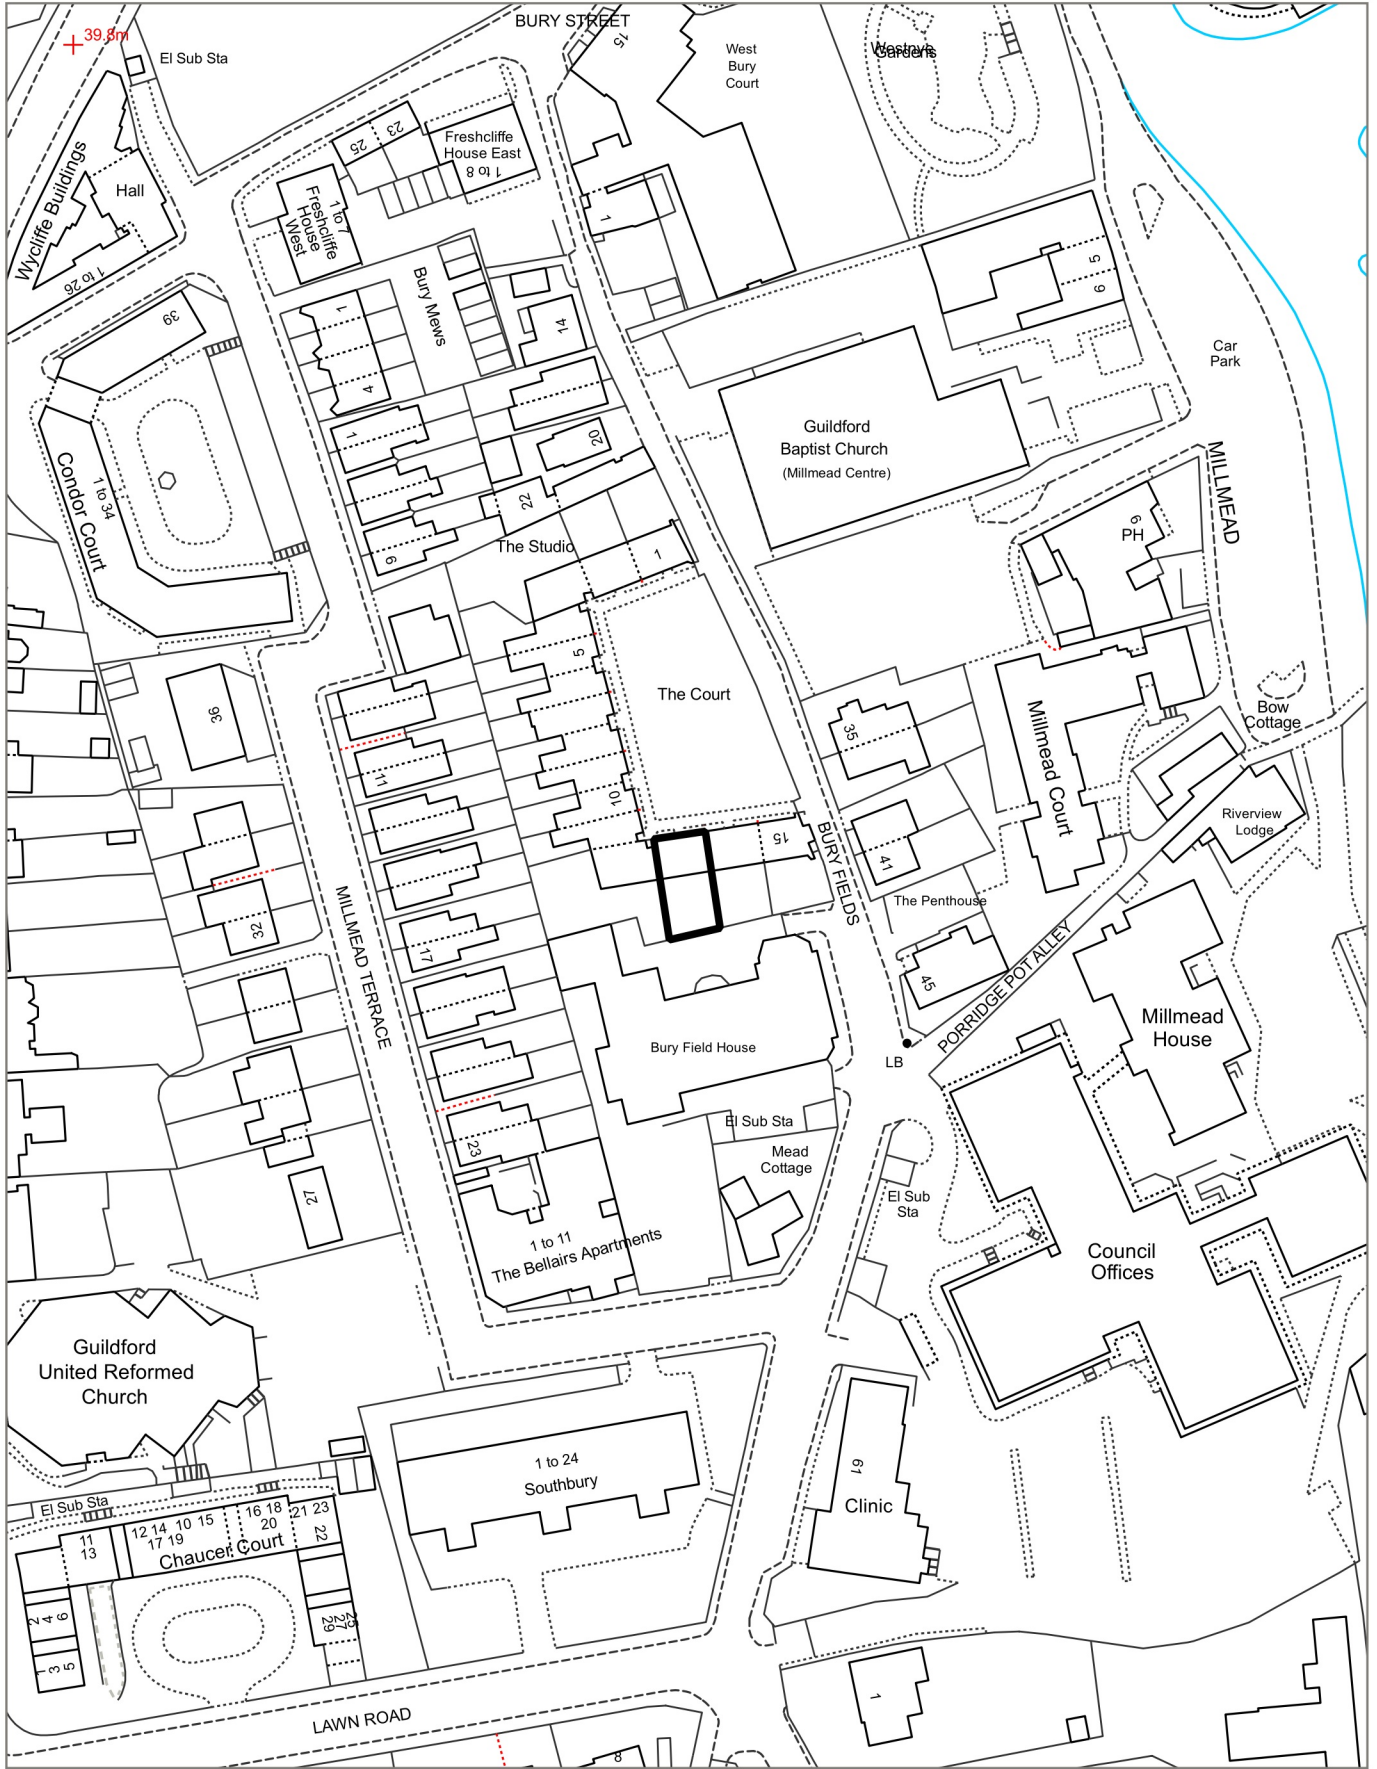 BURY STREET
39.8m
El Sub Sta
15
West
Bury
Court
Gardens
23
25
Freshcliffe
House East
1 to 8
Wycliffe Buildings
Hall
1 to 7
Freshcliffe
House
West
1
1 to 26
5
6
Bury Mews
39
1
14
4
Car
Park
1
20
Guildford
Baptist Church
(Millmead Centre)
MILLMEAD
Condor Court
1 to 34
22
6
The Studio
1
9
PH
5
The Court
36
35
Bow
Cottage
Millmead Court
11
10
15
BURY FIELDS
41
Riverview
Lodge
32
MILLMEAD TERRACE
17
The Penthouse
45
PORRIDGE POT ALLEY
Millmead
House
Bury Field House
LB
El Sub Sta
23
Mead
Cottage
27
El Sub
Sta
1 to 11
The Bellairs Apartments
Council
Offices
Guildford
United Reformed
Church
1 to 24
Southbury
61
Clinic
El Sub Sta
11
13
12 14
17 19
10 15
16 18
20
21 23
22
Chaucer Court
2
4
6
1
3
5
29
27
25
1
LAWN ROAD
8